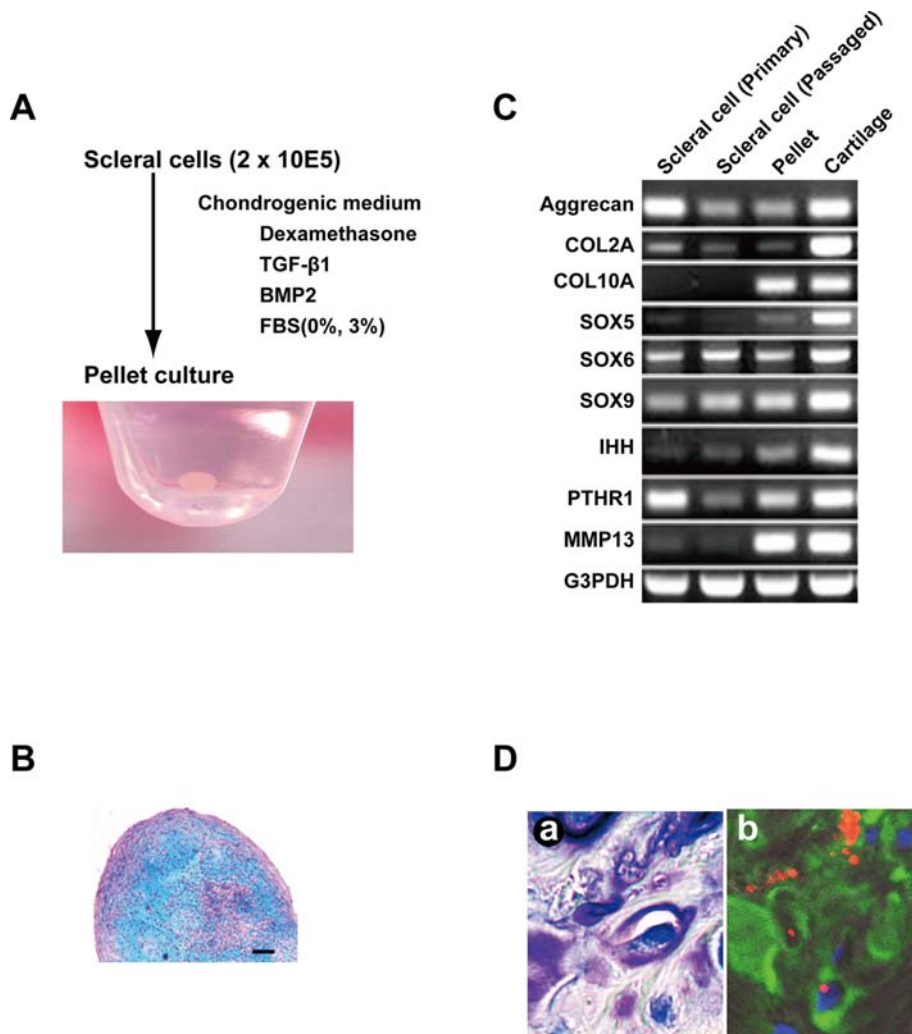 A
Scleral cells (2 x 10E5)
Chondrogenic medium
Dexamethasone
TGF-β1
BMP2
FBS(0%, 3%)
Pellet culture
B
C
Scleral cell (Primary)
Scleral cell (Passaged)
Pellet
Cartilage
Aggrecan
COL2A
COL10A
SOX5
SOX6
SOX9
IHH
PTHR1
MMP13
G3PDH
D
a
b